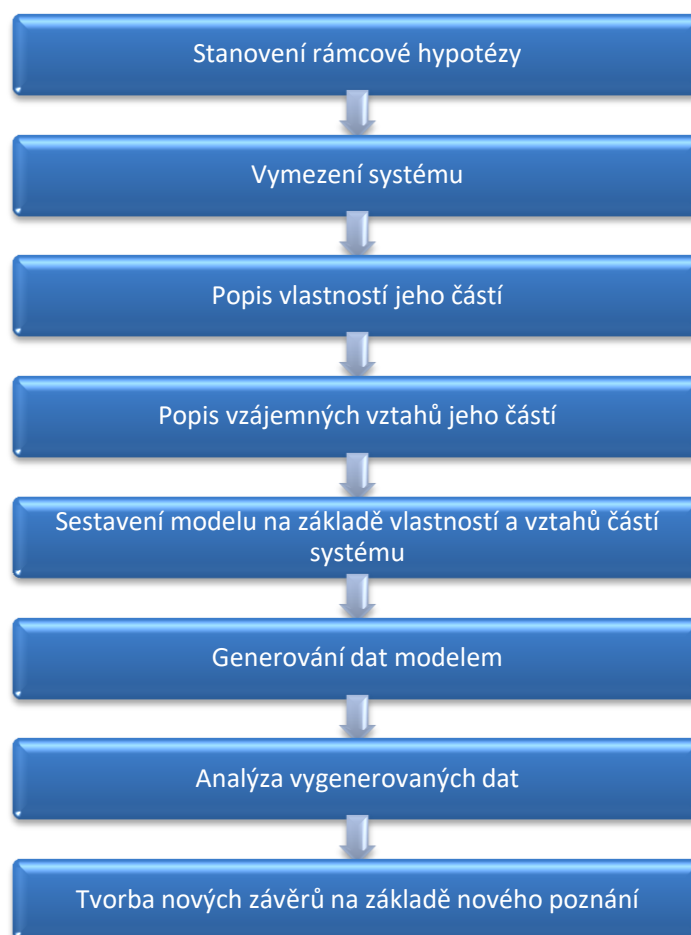 Stanovení rámcové hypotézy
Vymezení systému
Popis vlastností jeho částí
Popis vzájemných vztahů jeho částí
Sestavení modelu na základě vlastností a vztahů částí
systému
Generování dat modelem
Analýza vygenerovaných dat
Tvorba nových závěrů na základě nového poznání